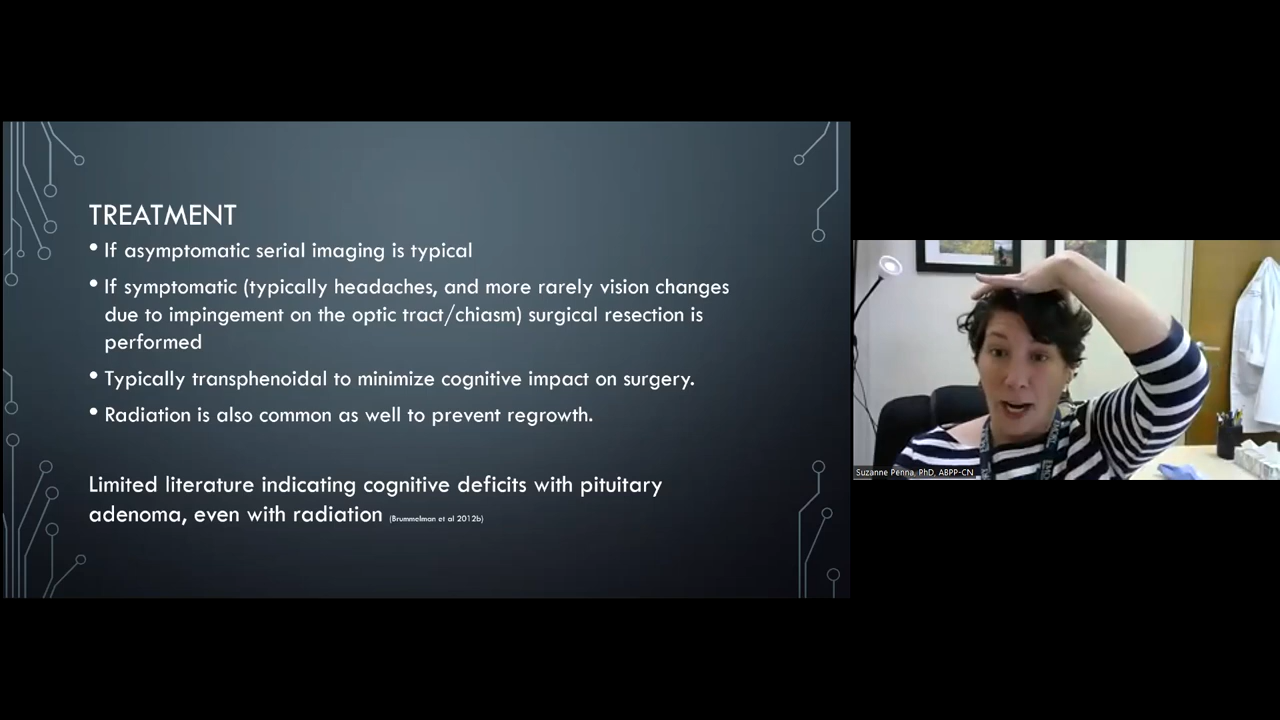 TREATMENT
• If asymptomatic serial imaging is typical
• If symptomatic (typically headaches, and more rarely vision changes
due to impingement on the optic tract/chiasm) surgical resection is
performed
• Typically transphenoidal to minimize cognitive impact on surgery.
• Radiation is also common as well to prevent regrowth.
Limited literature indicating cognitive deficits with pituitary
adenoma, even with radiation (Brummelman et al 2012b)
Suzanne Penna, PhD, ABPP-CN